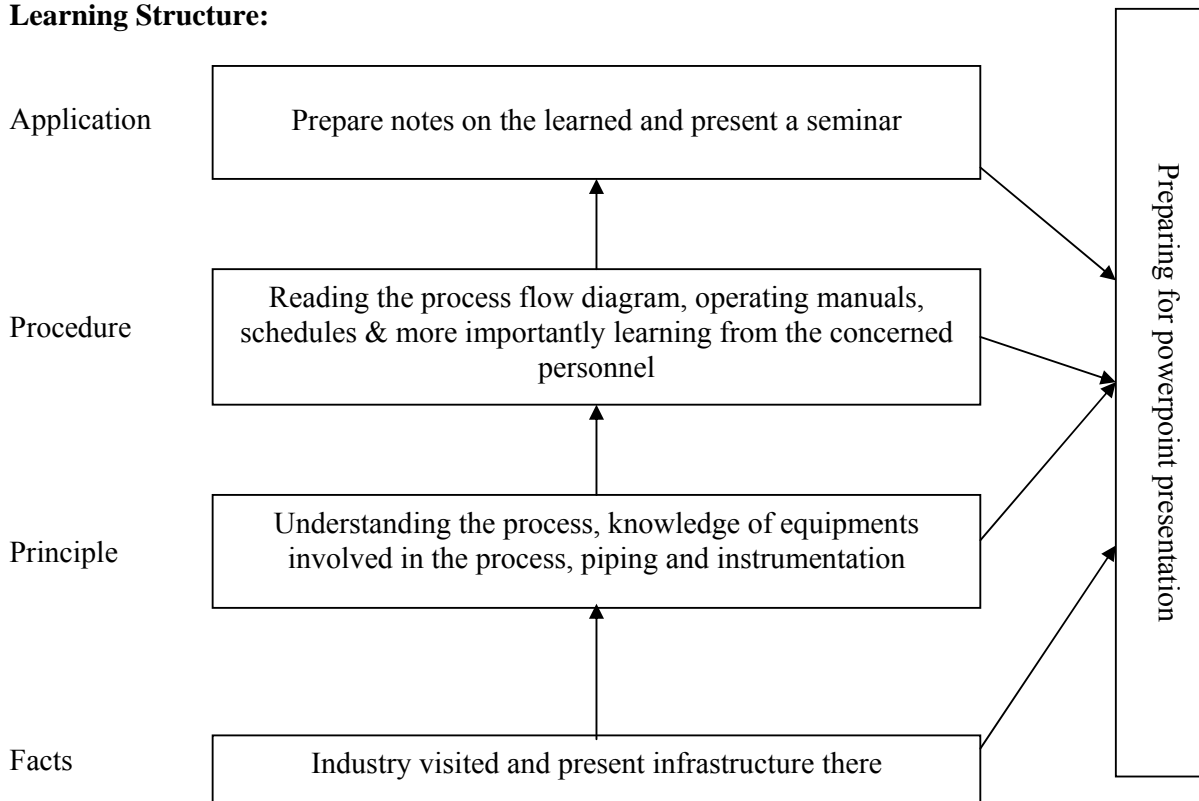 Learning Structure:
Application
Prepare notes on the learned and present a seminar
Procedure
Reading the process flow diagram, operating manuals,
schedules & more importantly learning from the concerned
personnel
Principle
Understanding the process, knowledge of equipments
involved in the process, piping and instrumentation
Facts
Industry visited and present infrastructure there
Preparing for powerpoint presentation